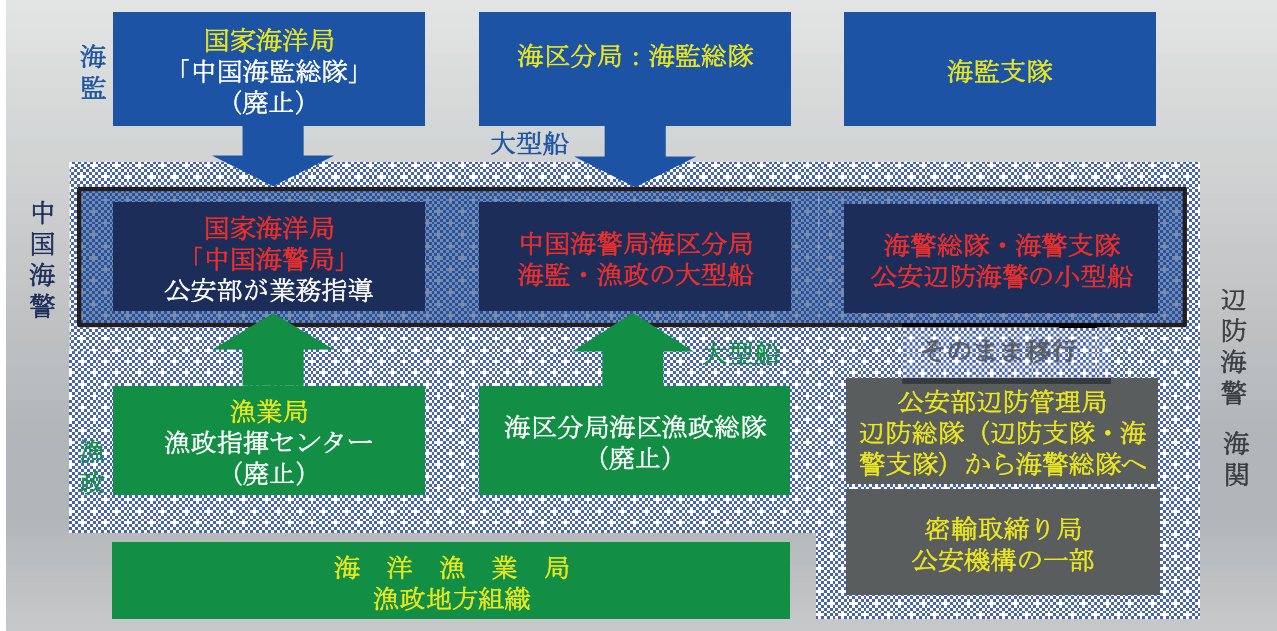 海監
国家海洋局
「中国海監総隊」
(廃止)
海区分局：海監総隊
海監支隊
大型船
中国海警
国家海洋局
「中国海警局」
公安部が業務指導
中国海警局海区分局
海監・漁政の大型船
海警総隊・海警支隊
公安辺防海警の小型船
辺防海警 海関
大型船
そのまま移行
漁政
漁業局
漁政指揮センター
(廃止)
海区分局海区漁政総隊
(廃止)
公安部辺防管理局
辺防総隊（辺防支隊・海
警支隊）から海警総隊へ
密輸取締り局
公安機構の一部
海 洋 漁 業 局
漁政地方組織